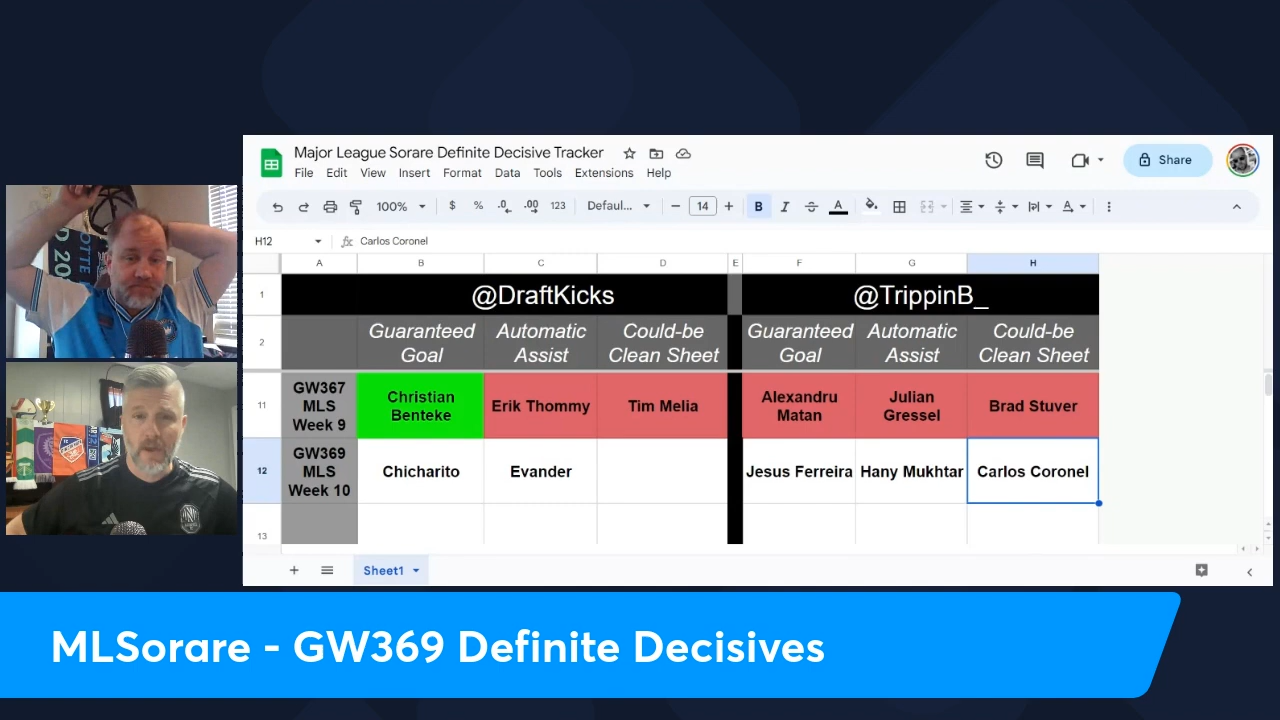 Major League Sorare Definite Decisive Tracker
File Edit View Insert Format Data Tools Extensions Help
Share
100% $ % .0 .00 123 Defaul... − 14 + B I A
H12 fx Carlos Coronel
A B C D E F G H
1 @DraftKicks @TrippinB_
2 Guaranteed Goal Automatic Assist Could-be Clean Sheet Guaranteed Goal Automatic Assist Could-be Clean Sheet
11 GW367 MLS Week 9 Christian Benteke Erik Thommy Tim Melia Alexandru Matan Julian Gressel Brad Stuver
12 GW369 MLS Week 10 Chicharito Evander Jesus Ferreira Hany Mukhtar Carlos Coronel
13
+ Sheet1
MLSorare - GW369 Definite Decisives